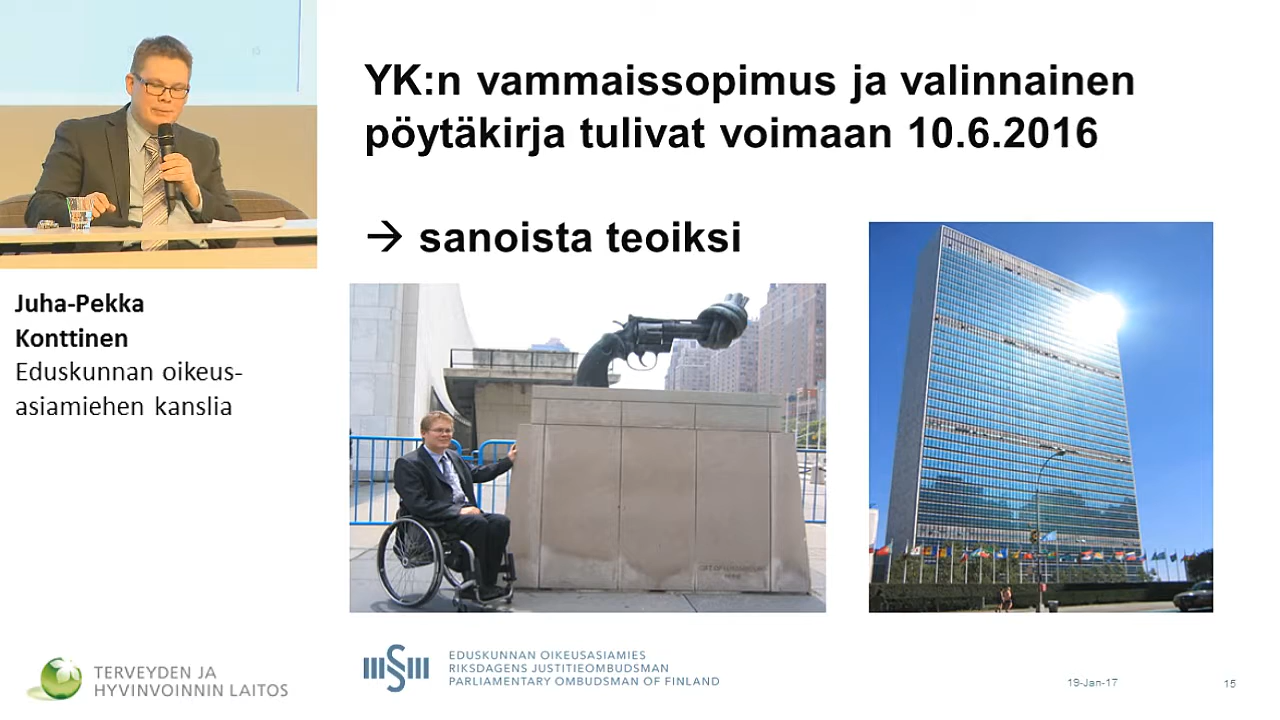 YK:n vammaissopimus ja valinnainen
pöytäkirja tulivat voimaan 10.6.2016
→ sanoista teoiksi
Juha-Pekka
Konttinen
Eduskunnan oikeus-
asiamiehen kanslia
TERVEYDEN JA
HYVINVOINNIN LAITOS
EDUSKUNNAN OIKEUSASIAMIES
RIKSDAGENS JUSTITIEOMBUDSMAN
PARLIAMENTARY OMBUDSMAN OF FINLAND
19-Jan-17
15